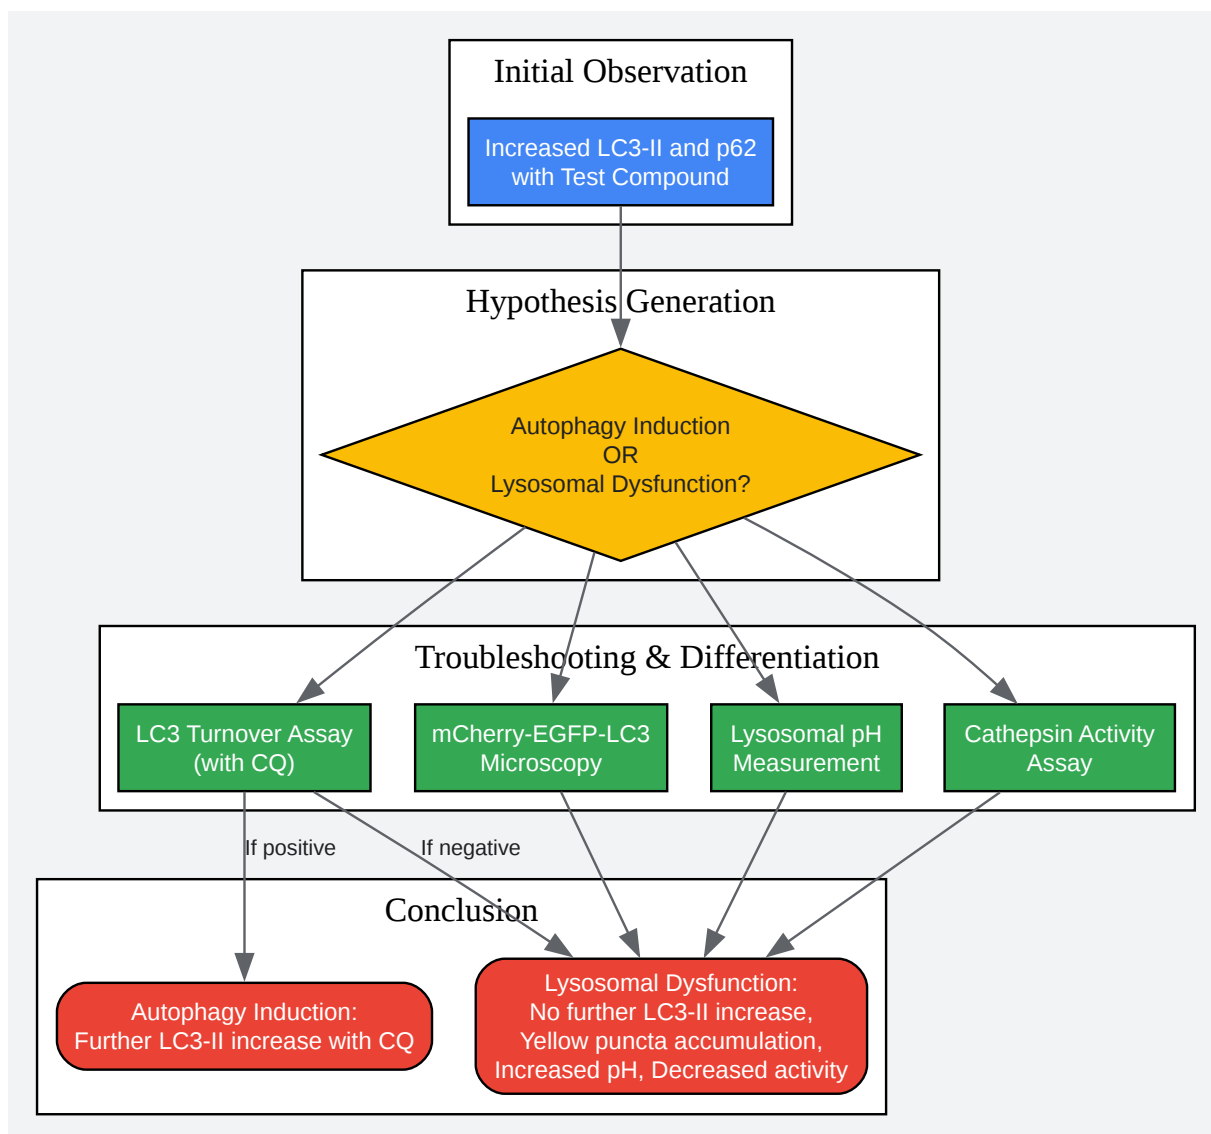 Initial Observation
Increased LC3-II and p62
with Test Compound
Hypothesis Generation
Autophagy Induction
OR
Lysosomal Dysfunction?
Troubleshooting & Differentiation
LC3 Turnover Assay
(with CQ)
mCherry-EGFP-LC3
Microscopy
Lysosomal pH
Measurement
Cathepsin Activity
Assay
If positive
If negative
Conclusion
Autophagy Induction:
Further LC3-II increase with CQ
Lysosomal Dysfunction:
No further LC3-II increase,
Yellow puncta accumulation,
Increased pH, Decreased activity